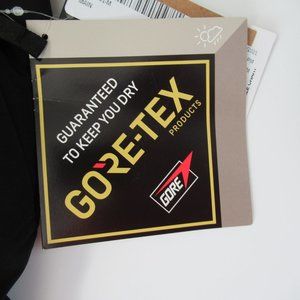 GUARANTEED
TO KEEP YOU DRY
GORE-TEX
PRODUCTS
GORE